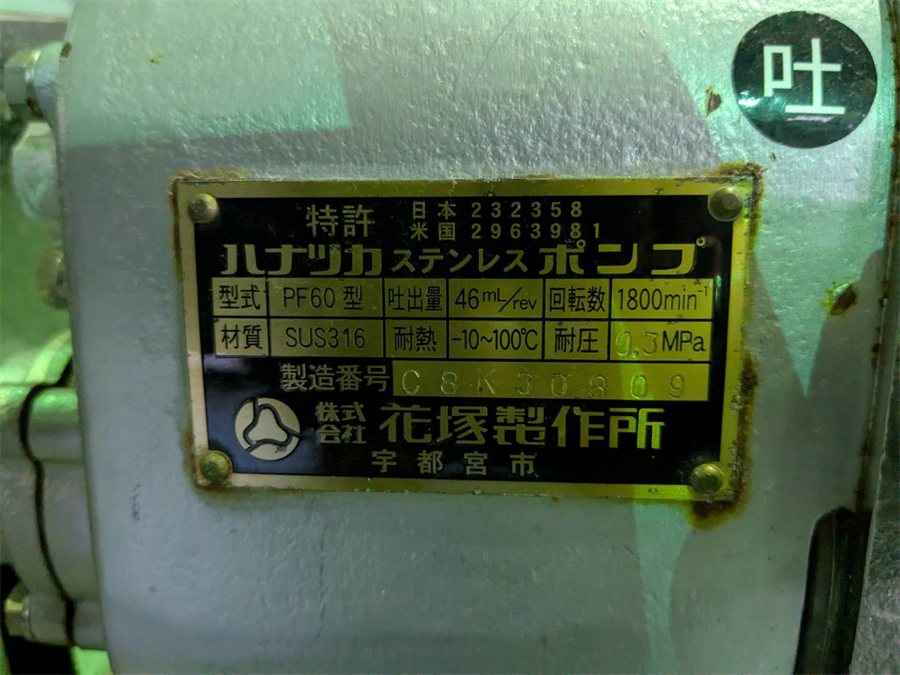 吐
特許 日本 232358
米国 2963981
ハナツカ ステンレス ポンプ
型式 PF60型 吐出量 46mL/rev 回転数 1800min⁻¹
材質 SUS316 耐熱 -10~100℃ 耐圧 0.3MPa
製造番号 C8K30809
株式会社 花塚製作所
宇都宮市